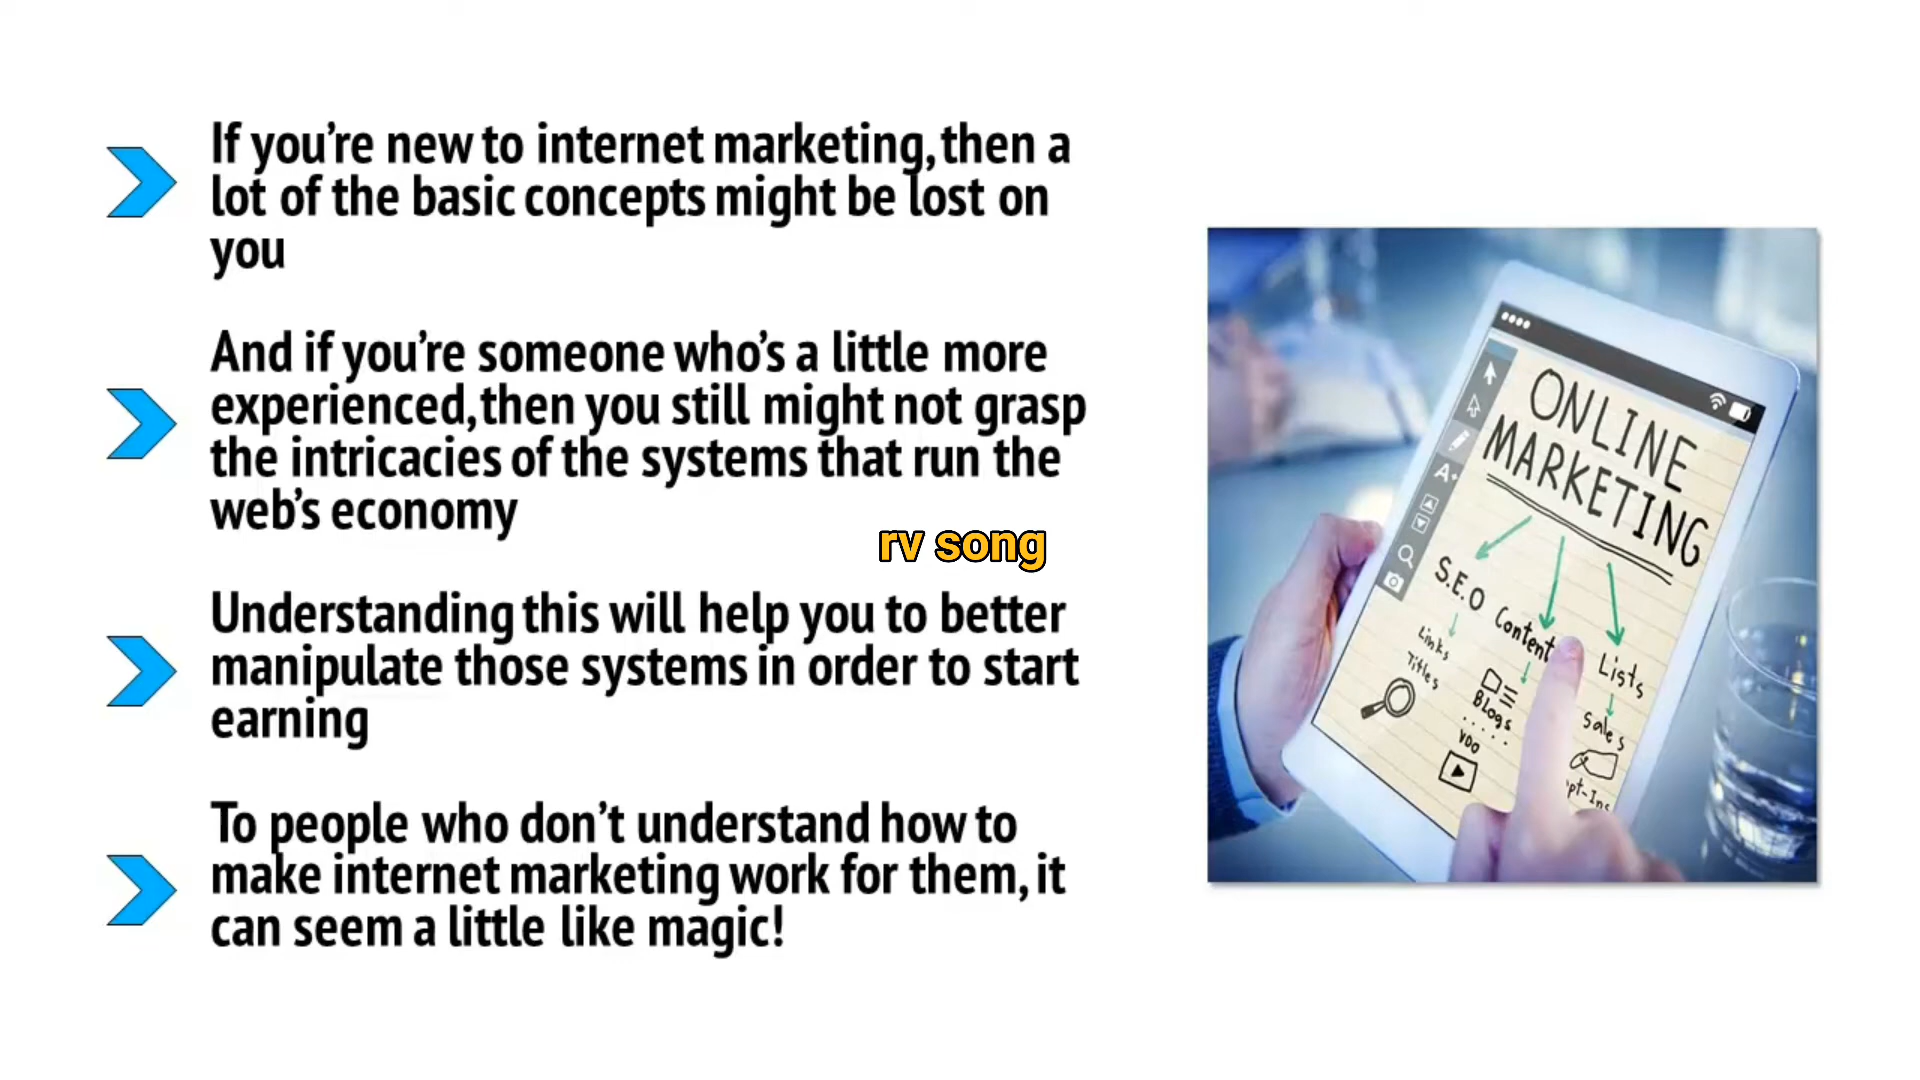 If you're new to internet marketing, then a
lot of the basic concepts might be lost on
you
And if you're someone who's a little more
experienced, then you still might not grasp
the intricacies of the systems that run the
web's economy
rv song
Understanding this will help you to better
manipulate those systems in order to start
earning
To people who don't understand how to
make internet marketing work for them, it
can seem a little like magic!
ONLINE
MARKETING
S.E.O
Content
Lists
Links
Titles
Blogs
VDO
Sales